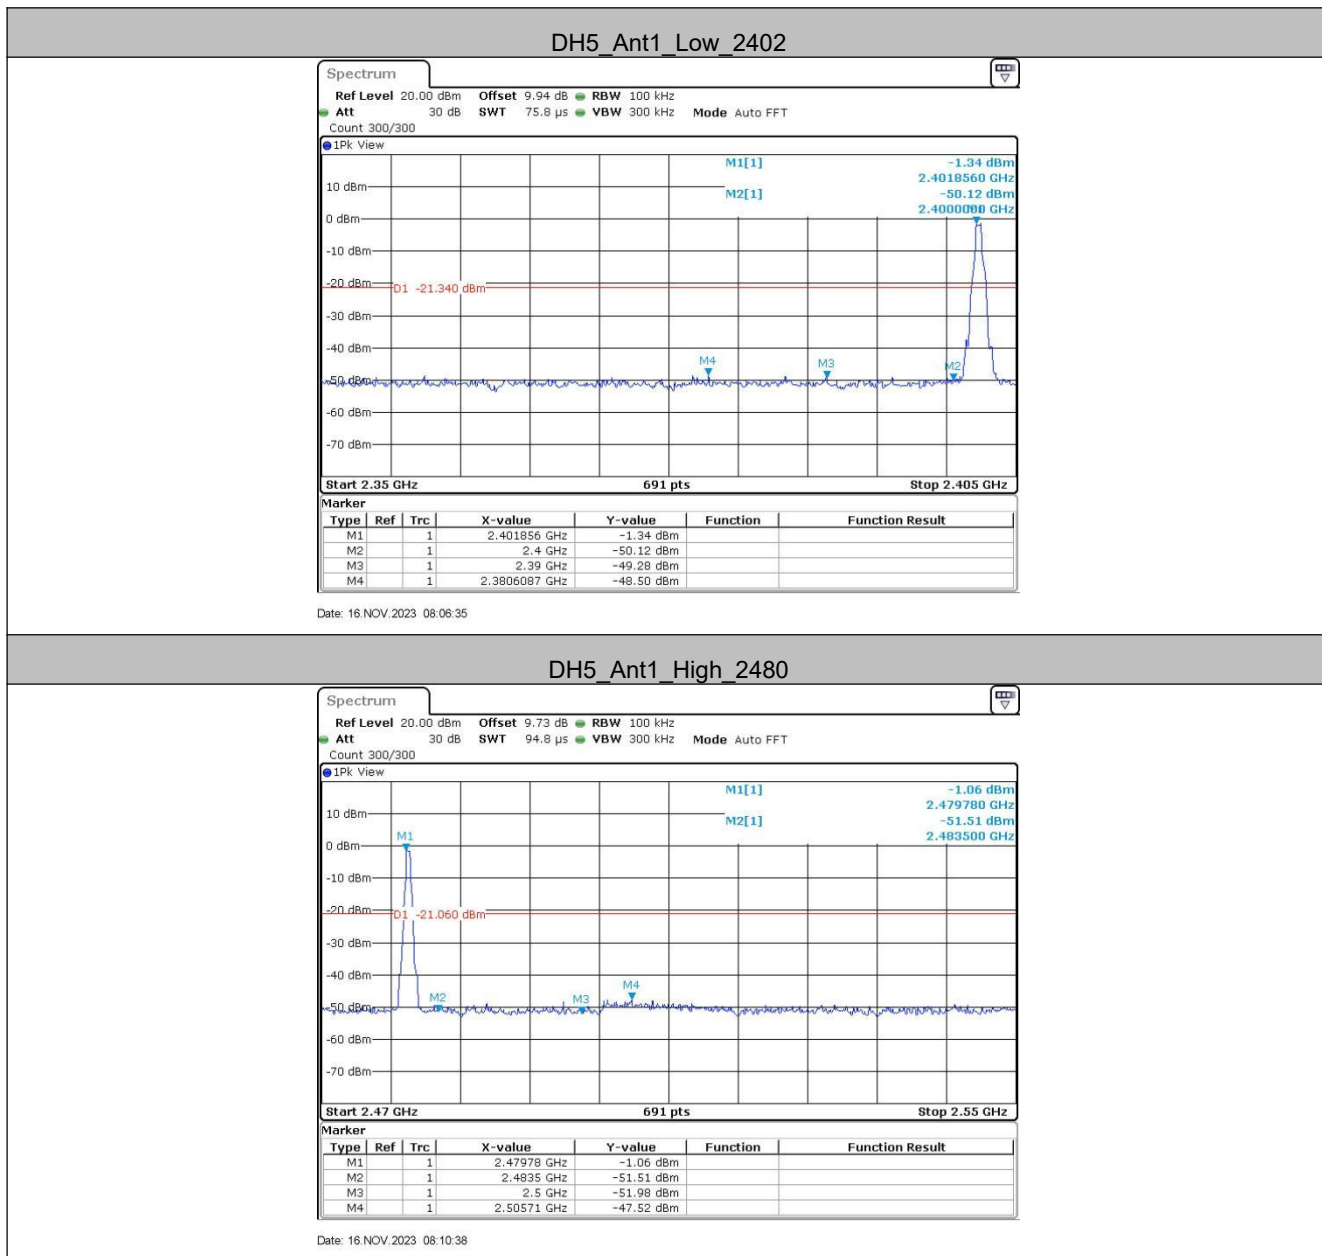 DH5_Ant1_Low_2402
Spectrum
Ref Level 20.00 dBm Offset 9.94 dB RBW 100 kHz
Att 30 dB SWT 75.8 µs VBW 300 kHz Mode Auto FFT
Count 300/300
1Pk View
M1[1] -1.34 dBm
2.4018560 GHz
10 dBm
M2[1] -50.12 dBm
2.4000000 GHz
M1
0 dBm
-10 dBm
-20 dBm
D1 -21.340 dBm
-30 dBm
-40 dBm
M4 M3 M2
-50 dBm
-60 dBm
-70 dBm
Start 2.35 GHz 691 pts Stop 2.405 GHz
Marker
Type Ref Trc X-value Y-value Function Function Result
M1 1 2.401856 GHz -1.34 dBm
M2 1 2.4 GHz -50.12 dBm
M3 1 2.39 GHz -49.28 dBm
M4 1 2.3806087 GHz -48.50 dBm
Date: 16.NOV.2023 08:06:35
DH5_Ant1_High_2480
Spectrum
Ref Level 20.00 dBm Offset 9.73 dB RBW 100 kHz
Att 30 dB SWT 94.8 µs VBW 300 kHz Mode Auto FFT
Count 300/300
1Pk View
M1[1] -1.06 dBm
2.479780 GHz
10 dBm
M2[1] -51.51 dBm
2.483500 GHz
M1
0 dBm
-10 dBm
-20 dBm
D1 -21.060 dBm
-30 dBm
-40 dBm
M2 M3 M4
-50 dBm
-60 dBm
-70 dBm
Start 2.47 GHz 691 pts Stop 2.55 GHz
Marker
Type Ref Trc X-value Y-value Function Function Result
M1 1 2.47978 GHz -1.06 dBm
M2 1 2.4835 GHz -51.51 dBm
M3 1 2.5 GHz -51.98 dBm
M4 1 2.50571 GHz -47.52 dBm
Date: 16.NOV.2023 08:10:38